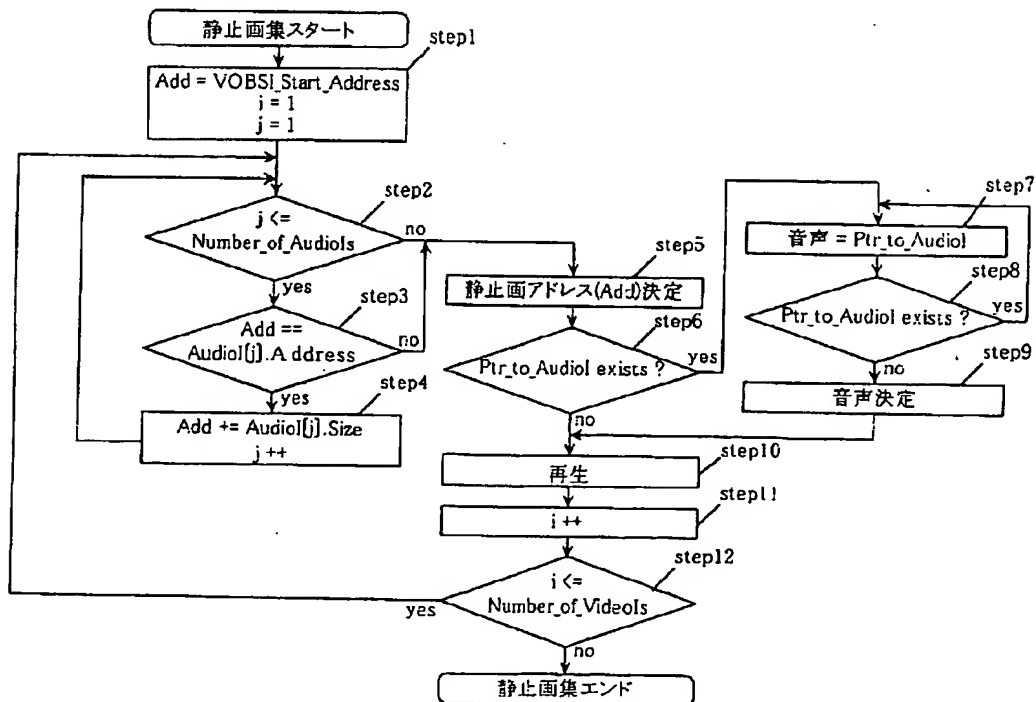 静止画集スタート
step1
Add = VOBSI_Start_Address
i = 1
j = 1
step2
j <=
Number_of_AudioIs
no
yes
step3
Add ==
AudioI[j].Address
no
yes
step4
Add += AudioI[j].Size
j ++
step5
静止画アドレス(Add)決定
step6
Ptr_to_AudioI exists ?
yes
no
step7
音声 = Ptr_to_AudioI
step8
Ptr_to_AudioI exists ?
yes
no
step9
音声決定
step10
再生
step11
i ++
step12
i <=
Number_of_VideoIs
yes
no
静止画集エンド